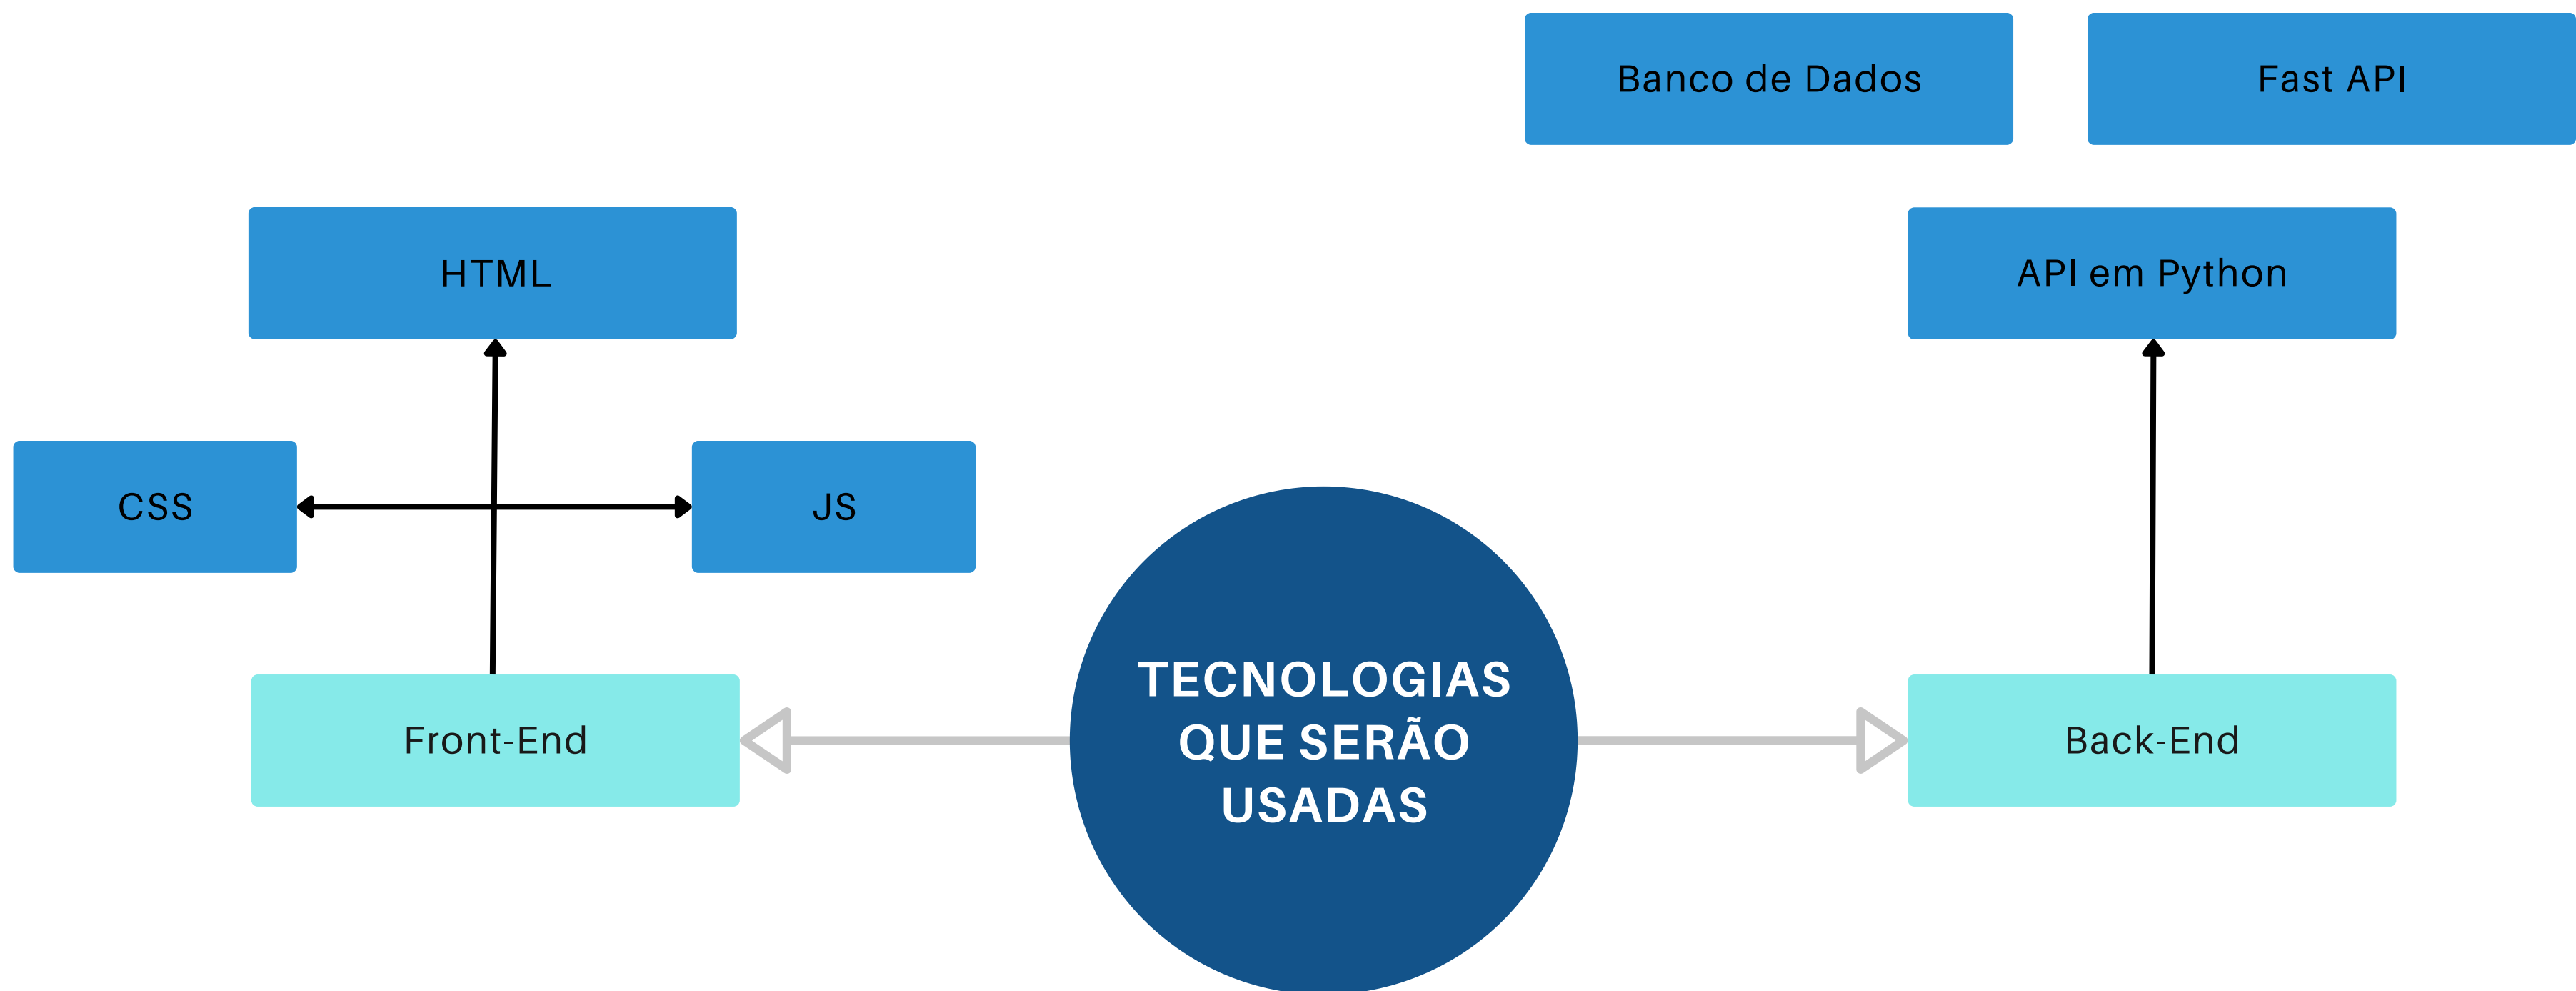 Banco de Dados
Fast API
HTML
API em Python
CSS
JS
TECNOLOGIAS
QUE SERÃO
USADAS
Front-End
Back-End